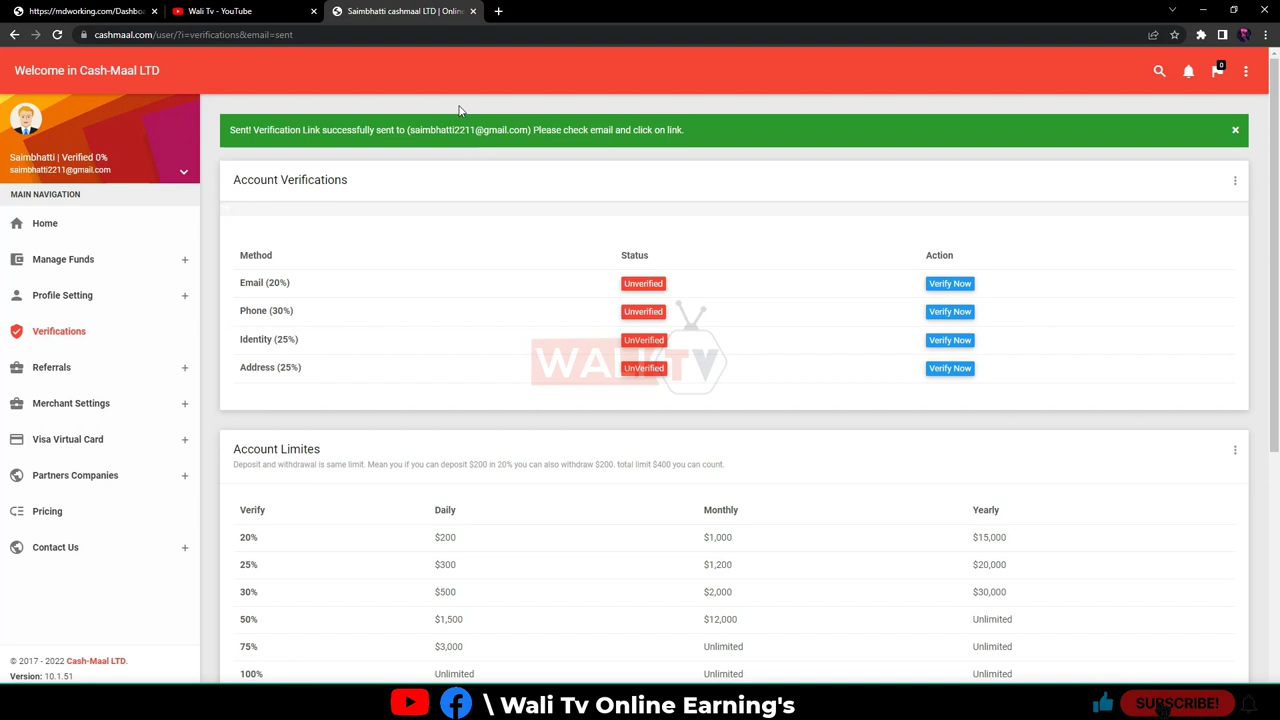 https://mdworking.com/Dashbo
Wali Tv - YouTube
Saimbhatti cashmaal LTD | Online
cashmaal.com/user/?i=verifications&email=sent
Welcome in Cash-Maal LTD
0
Saimbhatti | Verified 0%
saimbhatti2211@gmail.com
Sent! Verification Link successfully sent to (saimbhatti2211@gmail.com) Please check email and click on link.
MAIN NAVIGATION
Home
Manage Funds
Profile Setting
Verifications
Referrals
Merchant Settings
Visa Virtual Card
Partners Companies
Pricing
Contact Us
© 2017 - 2022 Cash-Maal LTD.
Version: 10.1.51
Account Verifications
Method Status Action
Email (20%) Unverified Verify Now
Phone (30%) Unverified Verify Now
Identity (25%) UnVerified Verify Now
Address (25%) UnVerified Verify Now
WALI TV
Account Limites
Deposit and withdrawal is same limit. Mean you if you can deposit $200 in 20% you can also withdraw $200. total limit $400 you can count.
Verify Daily Monthly Yearly
20% $200 $1,000 $15,000
25% $300 $1,200 $20,000
30% $500 $2,000 $30,000
50% $1,500 $12,000 Unlimited
75% $3,000 Unlimited Unlimited
100% Unlimited Unlimited Unlimited
\ Wali Tv Online Earning's
SUBSCRIBE!